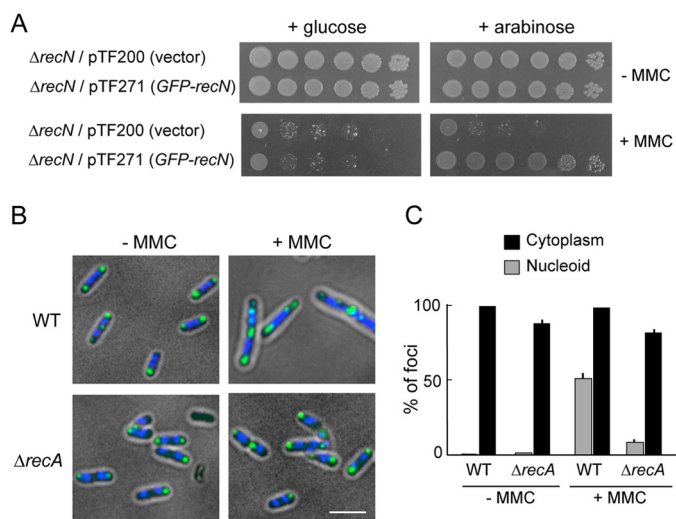 A
+ glucose + arabinose
ΔrecN / pTF200 (vector)
ΔrecN / pTF271 (GFP-recN)
- MMC
ΔrecN / pTF200 (vector)
ΔrecN / pTF271 (GFP-recN)
+ MMC
B
- MMC + MMC
WT
ΔrecA
C
Cytoplasm
Nucleoid
% of foci
100
50
0
WT ΔrecA WT ΔrecA
- MMC + MMC